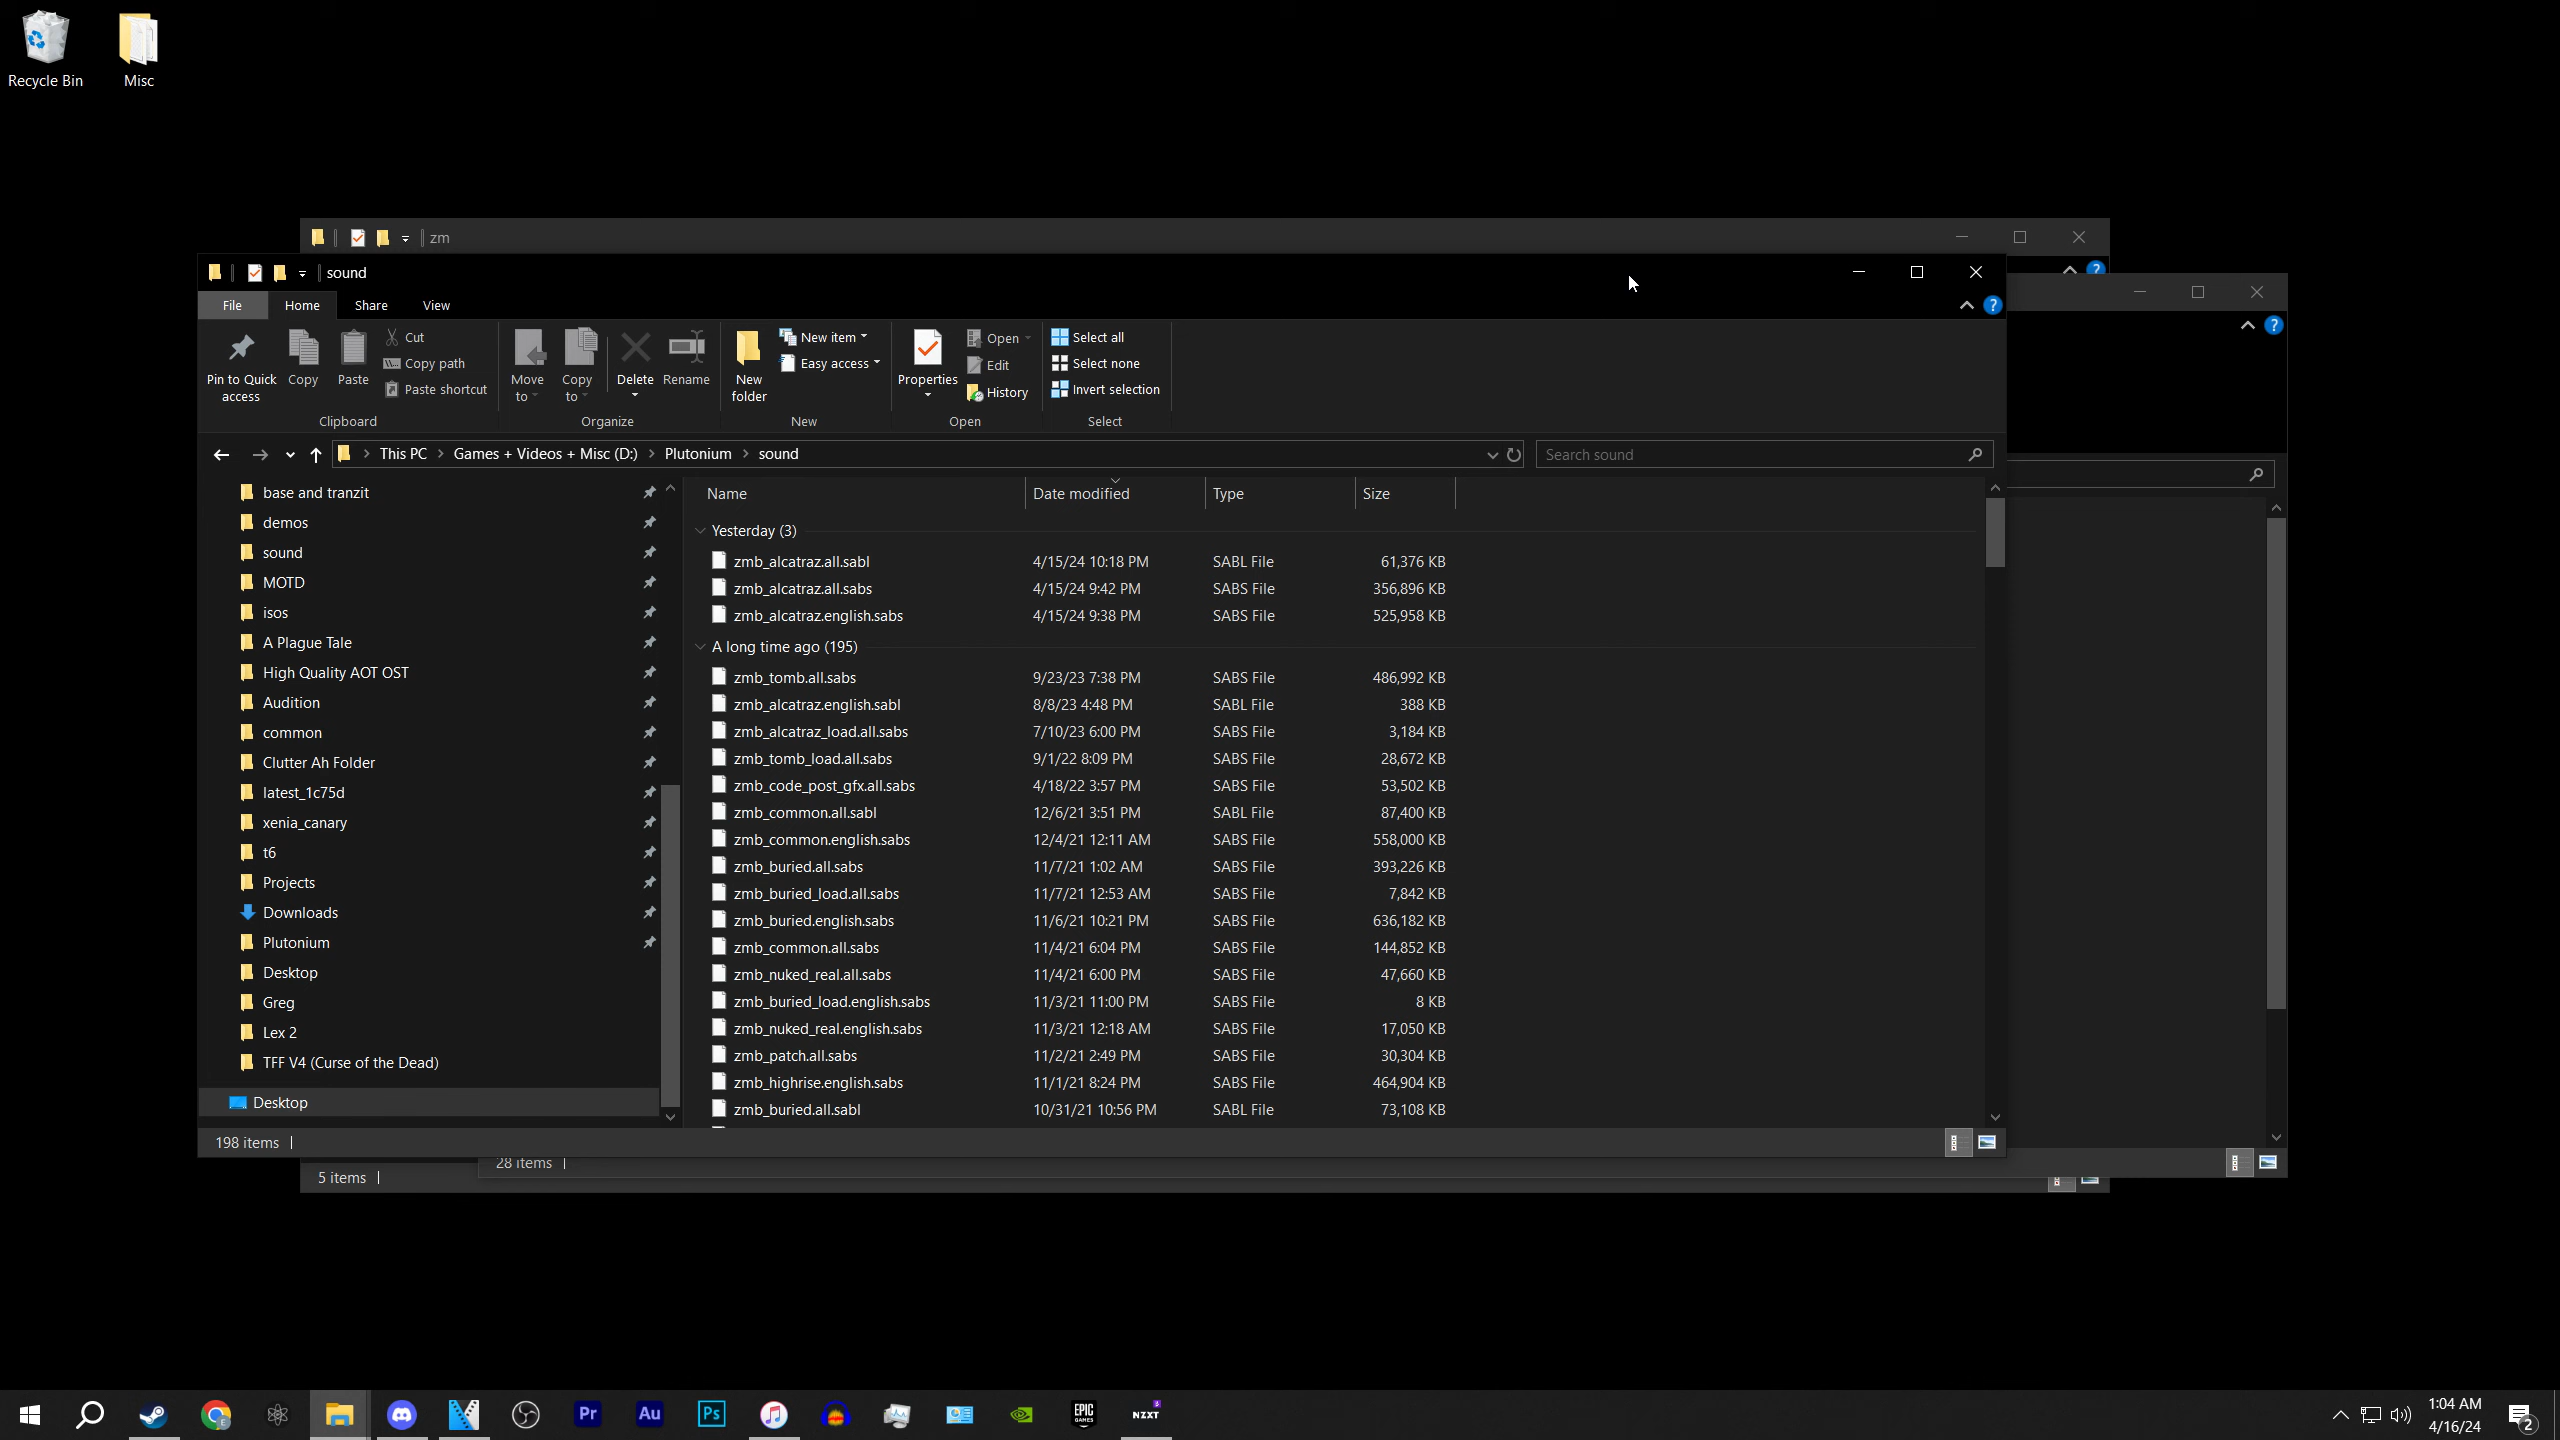 Recycle Bin
Misc
zm
sound
File Home Share View
Pin to Quick access
Copy
Paste
Cut
Copy path
Paste shortcut
Clipboard
Move to
Copy to
Delete
Rename
Organize
New folder
New item
Easy access
New
Properties
Open
Edit
History
Open
Select all
Select none
Invert selection
Select
This PC > Games + Videos + Misc (D:) > Plutonium > sound
Search sound
base and tranzit
demos
sound
MOTD
isos
A Plague Tale
High Quality AOT OST
Audition
common
Clutter Ah Folder
latest_1c75d
xenia_canary
t6
Projects
Downloads
Plutonium
Desktop
Greg
Lex 2
TFF V4 (Curse of the Dead)
Desktop
Name Date modified Type Size
Yesterday (3)
zmb_alcatraz.all.sabl 4/15/24 10:18 PM SABL File 61,376 KB
zmb_alcatraz.all.sabs 4/15/24 9:42 PM SABS File 356,896 KB
zmb_alcatraz.english.sabs 4/15/24 9:38 PM SABS File 525,958 KB
A long time ago (195)
zmb_tomb.all.sabs 9/23/23 7:38 PM SABS File 486,992 KB
zmb_alcatraz.english.sabl 8/8/23 4:48 PM SABL File 388 KB
zmb_alcatraz_load.all.sabs 7/10/23 6:00 PM SABS File 3,184 KB
zmb_tomb_load.all.sabs 9/1/22 8:09 PM SABS File 28,672 KB
zmb_code_post_gfx.all.sabs 4/18/22 3:57 PM SABS File 53,502 KB
zmb_common.all.sabl 12/6/21 3:51 PM SABL File 87,400 KB
zmb_common.english.sabs 12/4/21 12:11 AM SABS File 558,000 KB
zmb_buried.all.sabs 11/7/21 1:02 AM SABS File 393,226 KB
zmb_buried_load.all.sabs 11/7/21 12:53 AM SABS File 7,842 KB
zmb_buried.english.sabs 11/6/21 10:21 PM SABS File 636,182 KB
zmb_common.all.sabs 11/4/21 6:04 PM SABS File 144,852 KB
zmb_nuked_real.all.sabs 11/4/21 6:00 PM SABS File 47,660 KB
zmb_buried_load.english.sabs 11/3/21 11:00 PM SABS File 8 KB
zmb_nuked_real.english.sabs 11/3/21 12:18 AM SABS File 17,050 KB
zmb_patch.all.sabs 11/2/21 2:49 PM SABS File 30,304 KB
zmb_highrise.english.sabs 11/1/21 8:24 PM SABS File 464,904 KB
zmb_buried.all.sabl 10/31/21 10:56 PM SABL File 73,108 KB
198 items
28 items
5 items
Pr
Au
Ps
EPIC GAMES
NZXT
3
1:04 AM
4/16/24
2